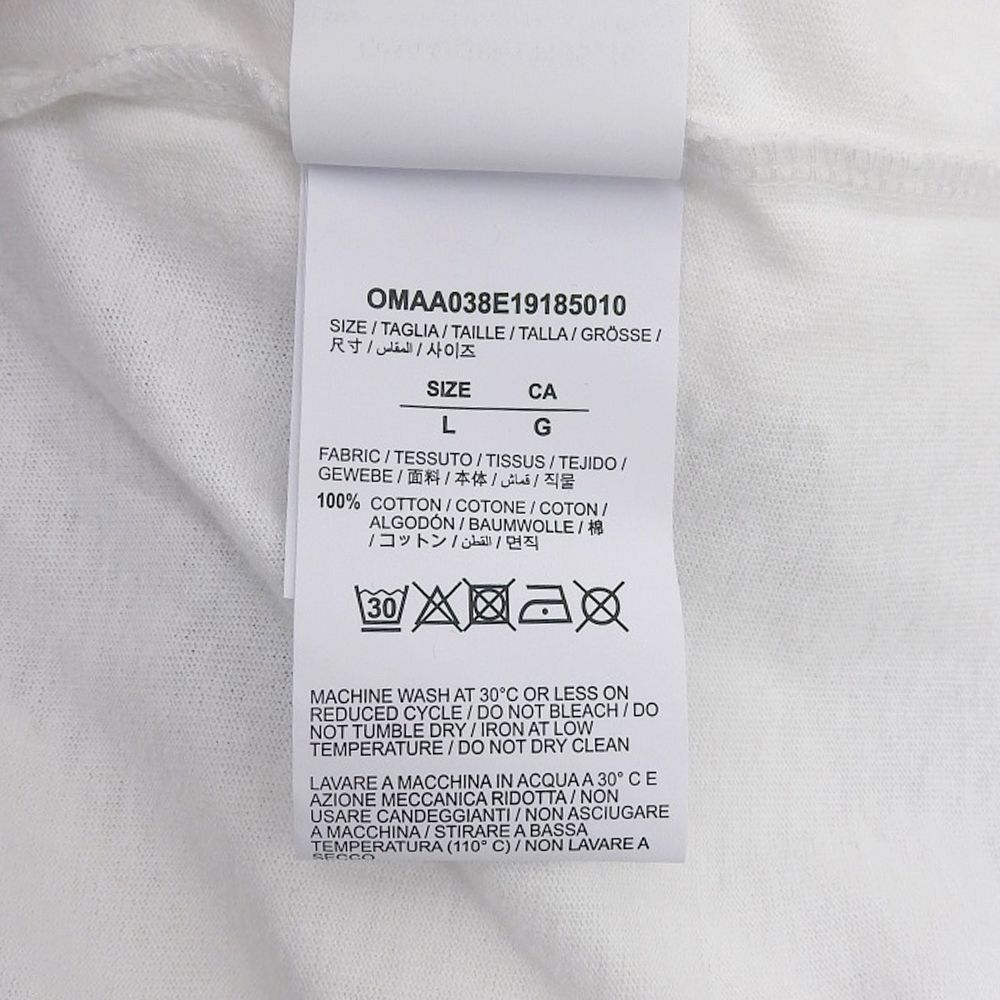 OMAA038E19185010
SIZE / TAGLIA / TAILLE / TALLA / GRÖSSE /
尺寸 / المقاس / 사이즈
SIZE CA
L G
FABRIC / TESSUTO / TISSUS / TEJIDO /
GEWEBE / 面料 / 本体 / قماش / 직물
100% COTTON / COTONE / COTON /
ALGODÓN / BAUMWOLLE / 棉
/ コットン / القطن / 면직
30
MACHINE WASH AT 30°C OR LESS ON
REDUCED CYCLE / DO NOT BLEACH / DO
NOT TUMBLE DRY / IRON AT LOW
TEMPERATURE / DO NOT DRY CLEAN
LAVARE A MACCHINA IN ACQUA A 30° C E
AZIONE MECCANICA RIDOTTA / NON
USARE CANDEGGIANTI / NON ASCIUGARE
A MACCHINA / STIRARE A BASSA
TEMPERATURA (110° C) / NON LAVARE A
SECCO